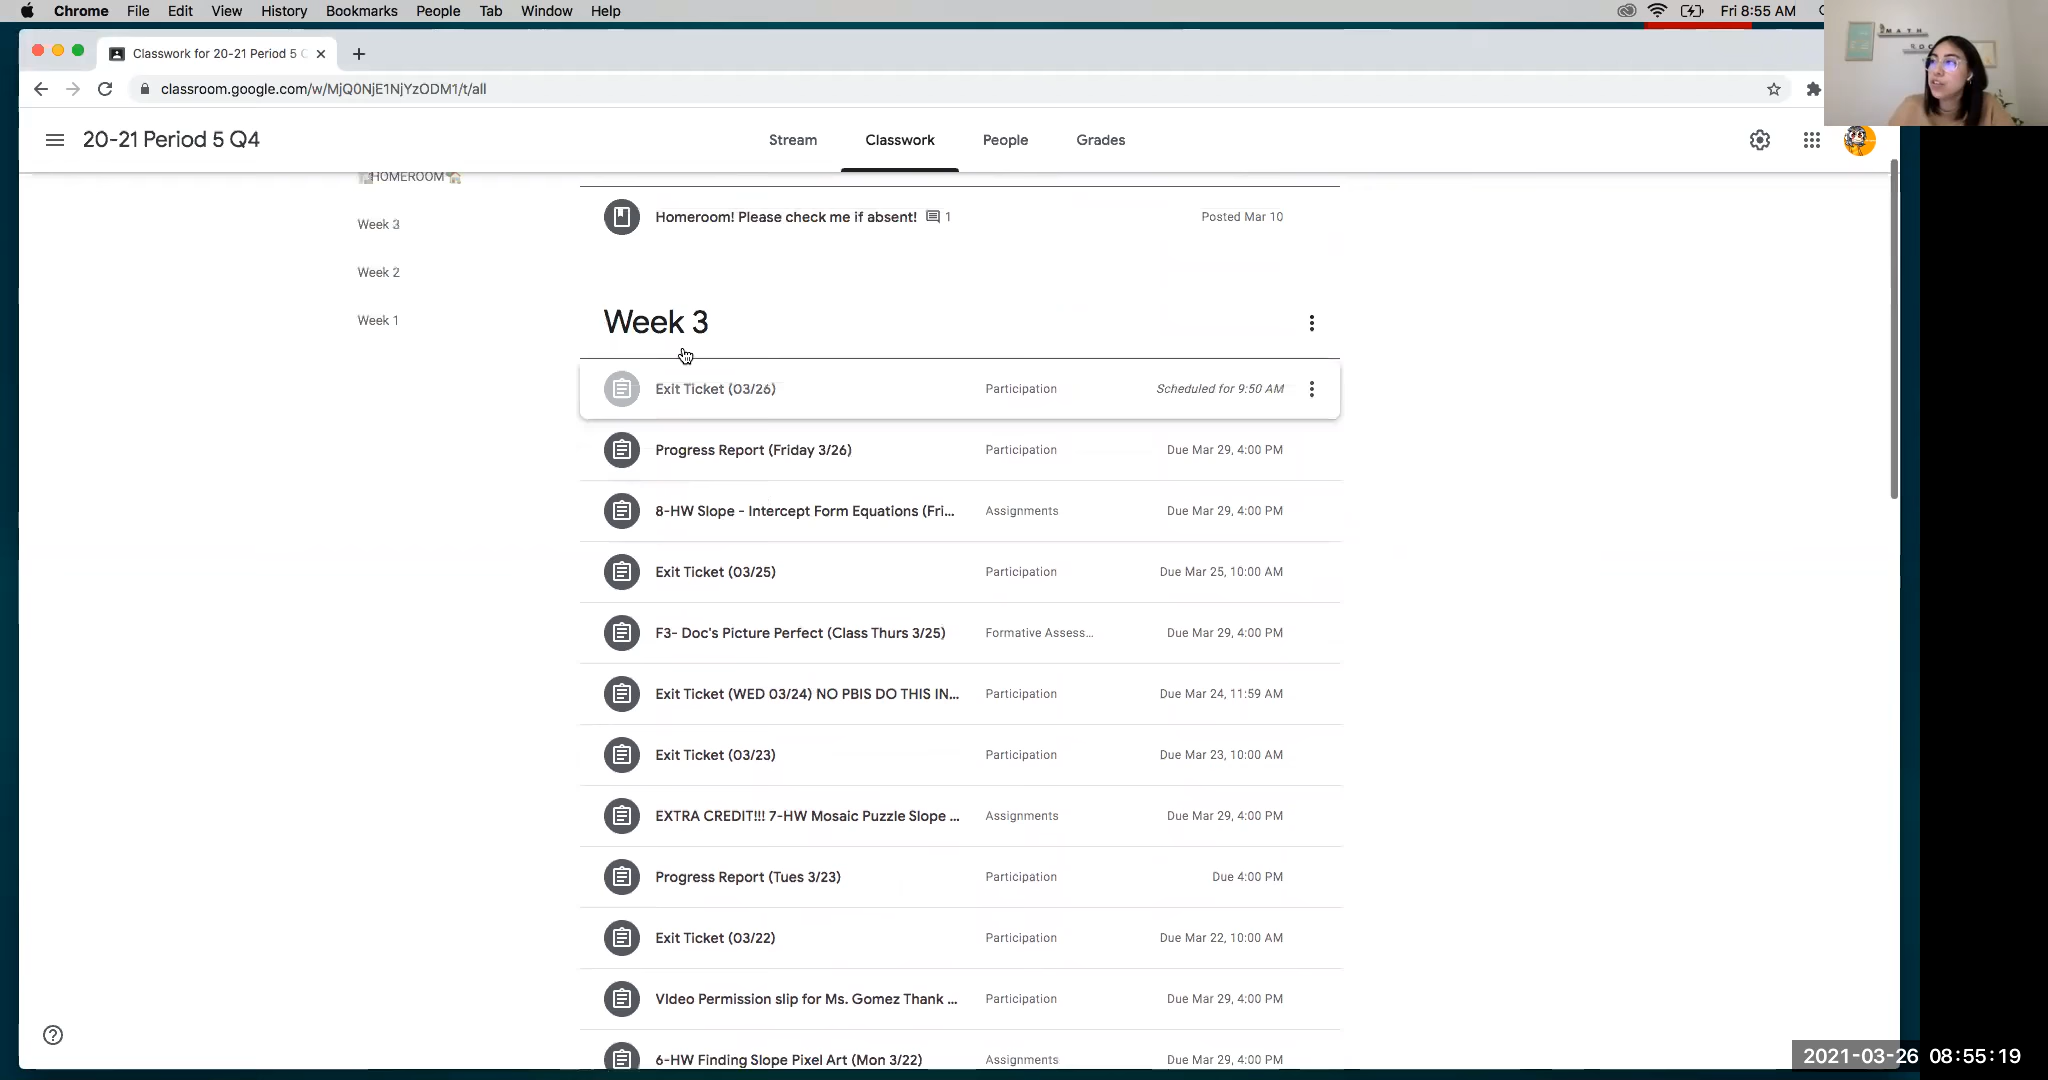 Chrome File Edit View History Bookmarks People Tab Window Help
Fri 8:55 AM
Classwork for 20-21 Period 5
classroom.google.com/w/MjQ0NjE1NjYzODM1/t/all
MATH
20-21 Period 5 Q4
Stream Classwork People Grades
HOMEROOM
Homeroom! Please check me if absent! 1 Posted Mar 10
Week 3
Week 2
Week 1
Week 3
Exit Ticket (03/26) Participation Scheduled for 9:50 AM
Progress Report (Friday 3/26) Participation Due Mar 29, 4:00 PM
8-HW Slope - Intercept Form Equations (Fri... Assignments Due Mar 29, 4:00 PM
Exit Ticket (03/25) Participation Due Mar 25, 10:00 AM
F3- Doc's Picture Perfect (Class Thurs 3/25) Formative Assess... Due Mar 29, 4:00 PM
Exit Ticket (WED 03/24) NO PBIS DO THIS IN... Participation Due Mar 24, 11:59 AM
Exit Ticket (03/23) Participation Due Mar 23, 10:00 AM
EXTRA CREDIT!!! 7-HW Mosaic Puzzle Slope ... Assignments Due Mar 29, 4:00 PM
Progress Report (Tues 3/23) Participation Due 4:00 PM
Exit Ticket (03/22) Participation Due Mar 22, 10:00 AM
VIdeo Permission slip for Ms. Gomez Thank ... Participation Due Mar 29, 4:00 PM
6-HW Finding Slope Pixel Art (Mon 3/22) Assignments Due Mar 29, 4:00 PM
2021-03-26 08:55:19